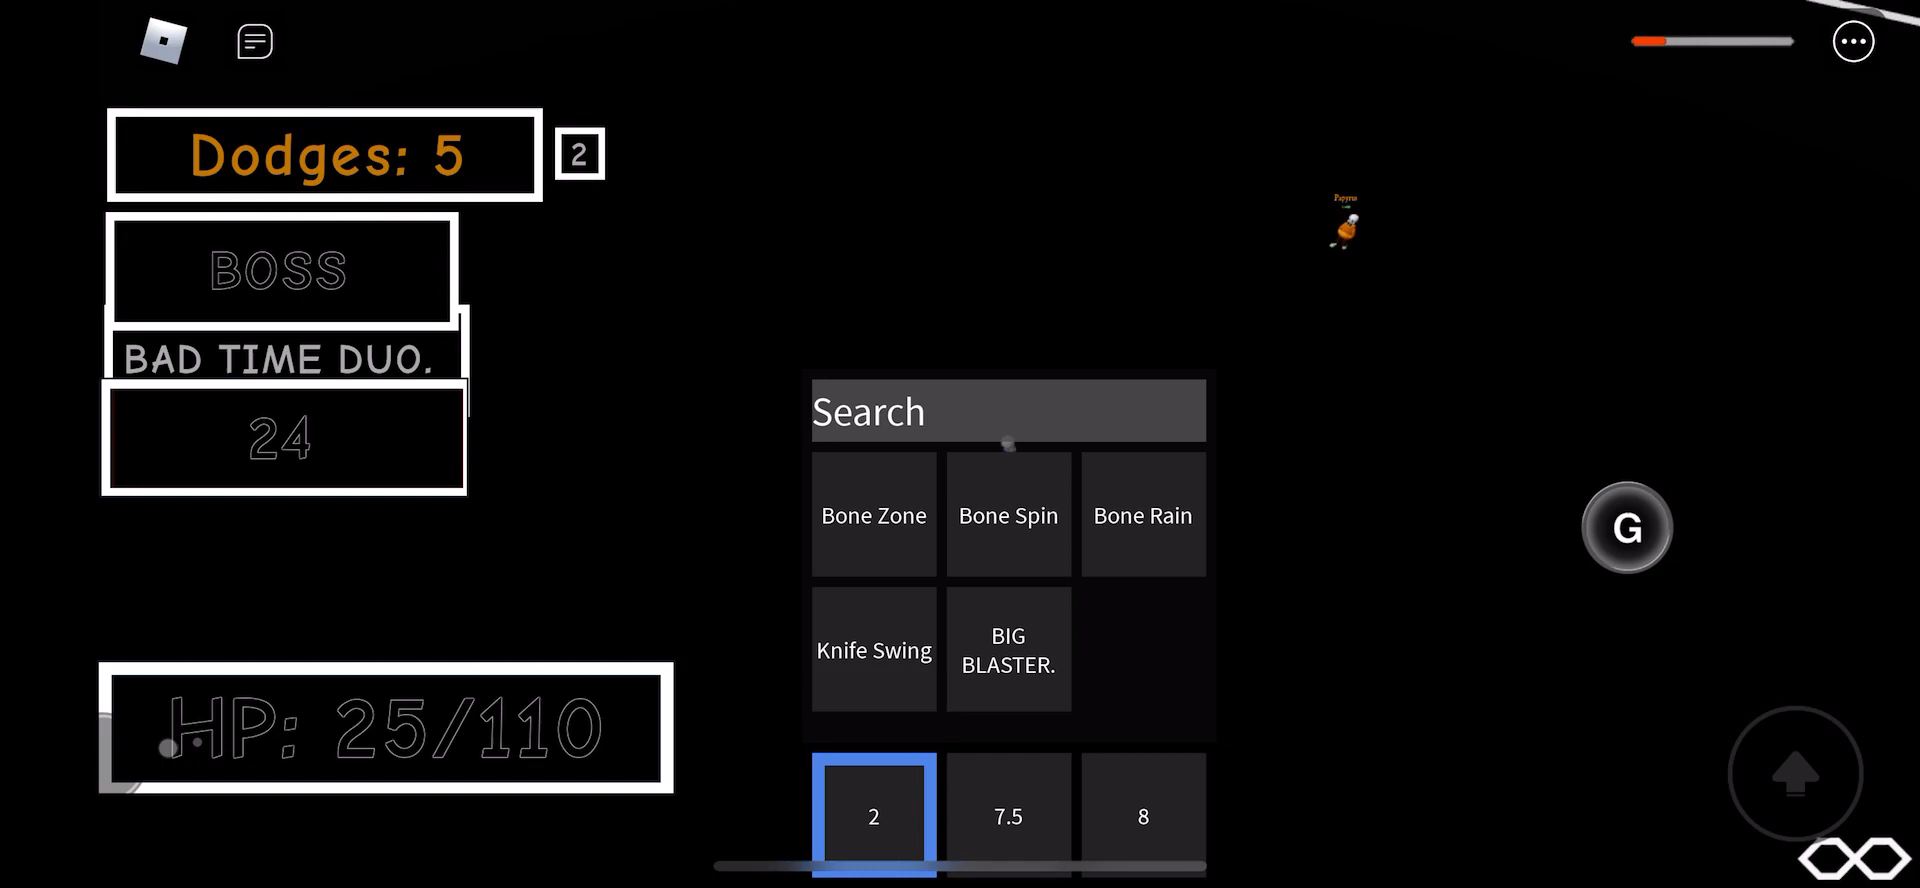 Dodges: 5
2
BOSS
BAD TIME DUO.
24
HP: 25/110
Papyrus
Search
Bone Zone
Bone Spin
Bone Rain
Knife Swing
BIG
BLASTER.
2
7.5
8
G